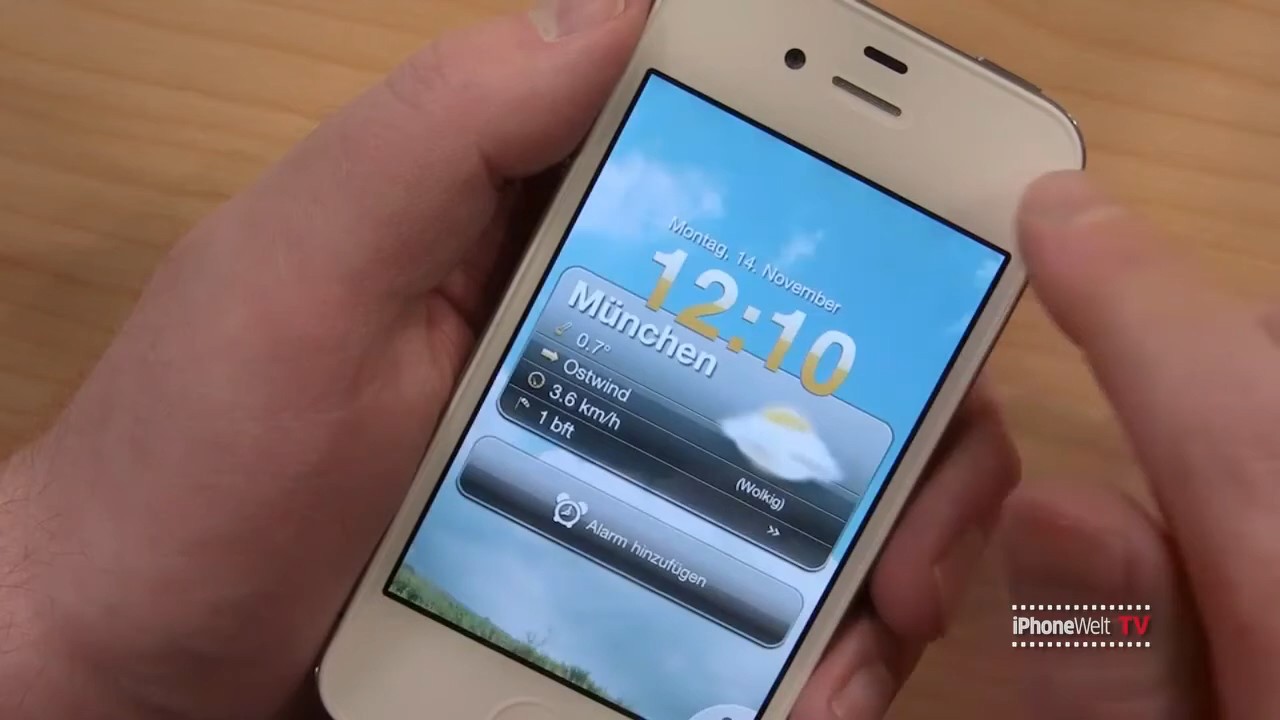 Montag, 14. November
12:10
München
0.7°
Ostwind
3.6 km/h
1 bft
(Wolkig)
»
Alarm hinzufügen
iPhoneWelt TV